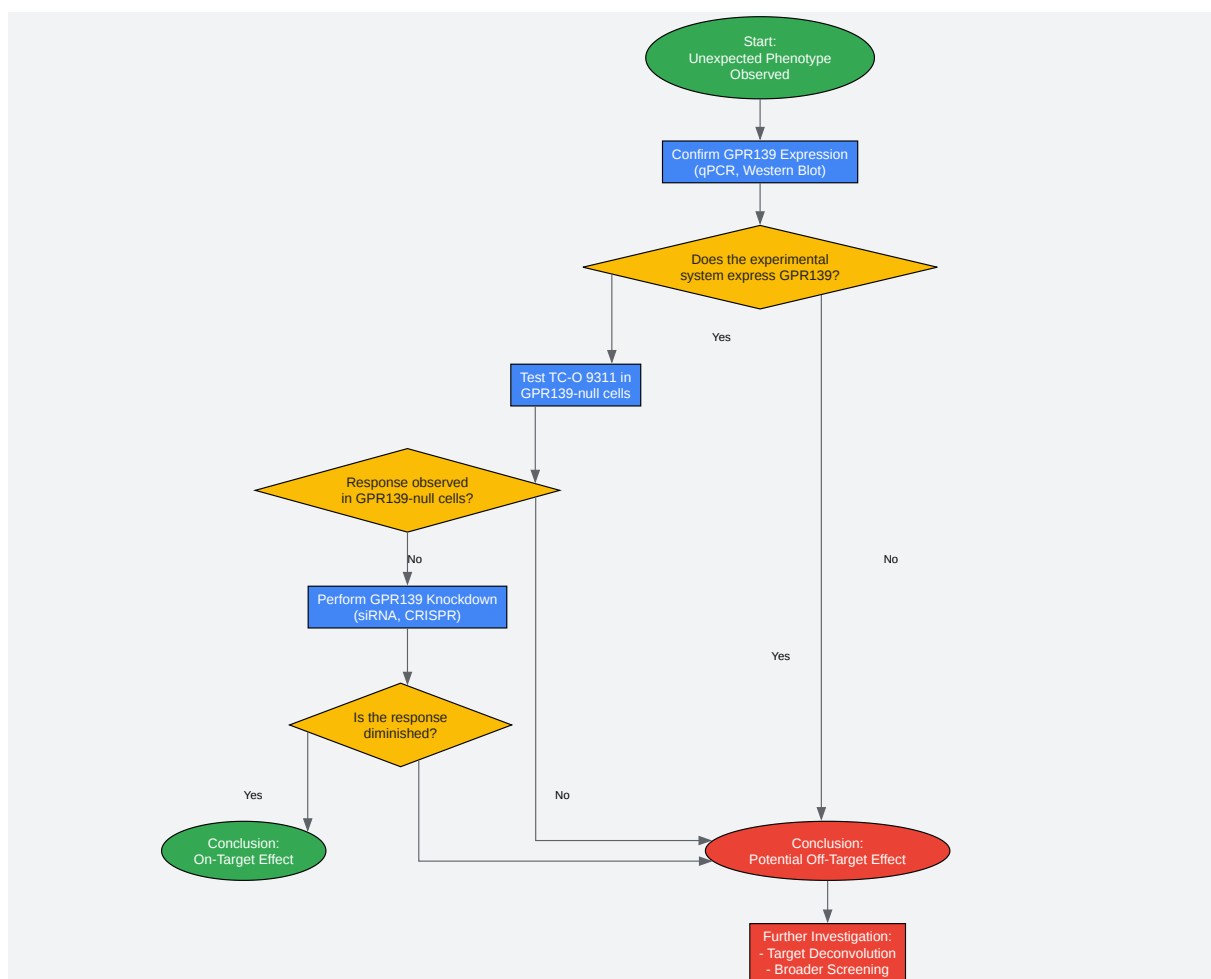 Start:
Unexpected Phenotype
Observed
Confirm GPR139 Expression
(qPCR, Western Blot)
Does the experimental
system express GPR139?
Yes
Test TC-O 9311 in
GPR139-null cells
Response observed
in GPR139-null cells?
No
No
Perform GPR139 Knockdown
(siRNA, CRISPR)
Yes
Is the response
diminished?
Yes
No
Conclusion:
On-Target Effect
Conclusion:
Potential Off-Target Effect
Further Investigation:
- Target Deconvolution
- Broader Screening